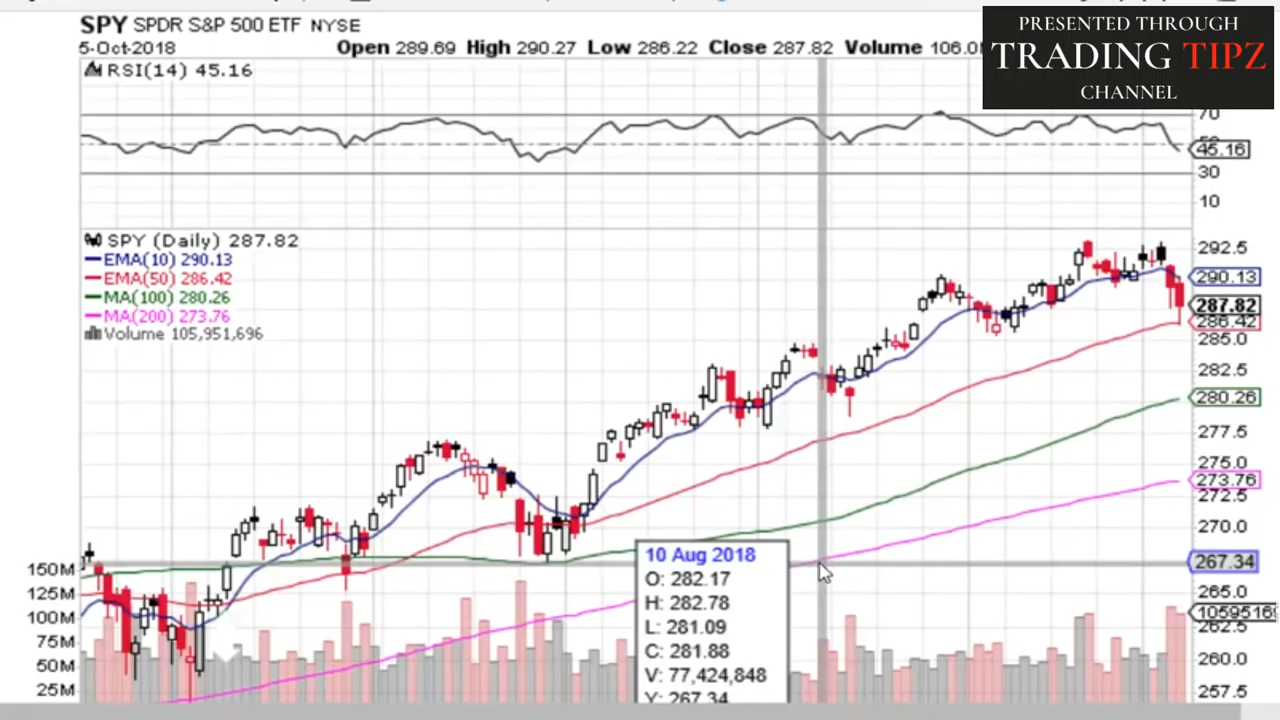 SPY SPDR S&P 500 ETF NYSE
5-Oct-2018 Open 289.69 High 290.27 Low 286.22 Close 287.82 Volume
PRESENTED THROUGH
TRADING TIPZ
CHANNEL
RSI(14) 45.16
70
45.16
30
10
SPY (Daily) 287.82
EMA(10) 290.13
EMA(50) 286.42
MA(100) 280.26
MA(200) 273.76
Volume 105,951,696
292.5
290.13
287.82
286.42
285.0
282.5
280.26
277.5
275.0
273.76
272.5
270.0
267.34
265.0
262.5
260.0
257.5
150M
125M
100M
75M
50M
25M
10 Aug 2018
O: 282.17
H: 282.78
L: 281.09
C: 281.88
V: 77,424,848
Y: 267.34